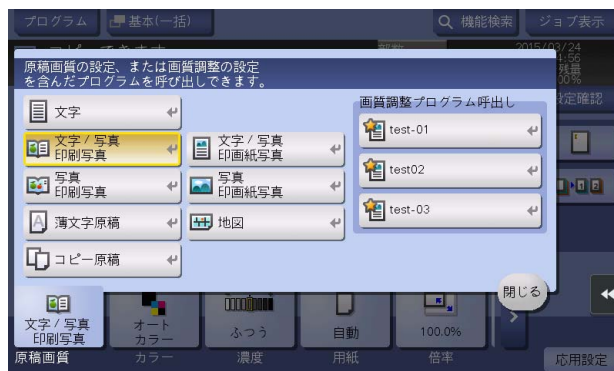 プログラム
基本(一括)
機能検索
ジョブ表示
2015/03/24
原稿画質の設定、または画質調整の設定
を含んだプログラムを呼び出しできます。
文字
文字/写真
印刷写真
文字/写真
印画紙写真
写真
印刷写真
写真
印画紙写真
薄文字原稿
地図
コピー原稿
画質調整プログラム呼出し
test-01
test02
test-03
閉じる
文字/写真
印刷写真
オート
カラー
ふつう
自動
100.0%
原稿画質
カラー
濃度
用紙
倍率
応用設定